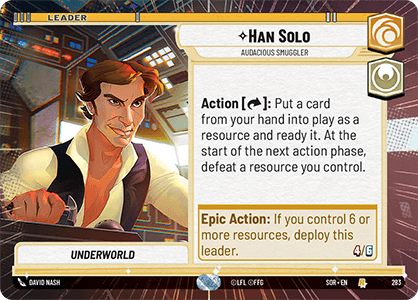 LEADER
HAN SOLO
AUDACIOUS SMUGGLER
Action []: Put a card
from your hand into play as a
resource and ready it. At the
start of the next action phase,
defeat a resource you control.
Epic Action: If you control 6 or
more resources, deploy this
leader.
4/6
UNDERWORLD
DAVID NASH
©LFL ©FFG
SOR • EN
283